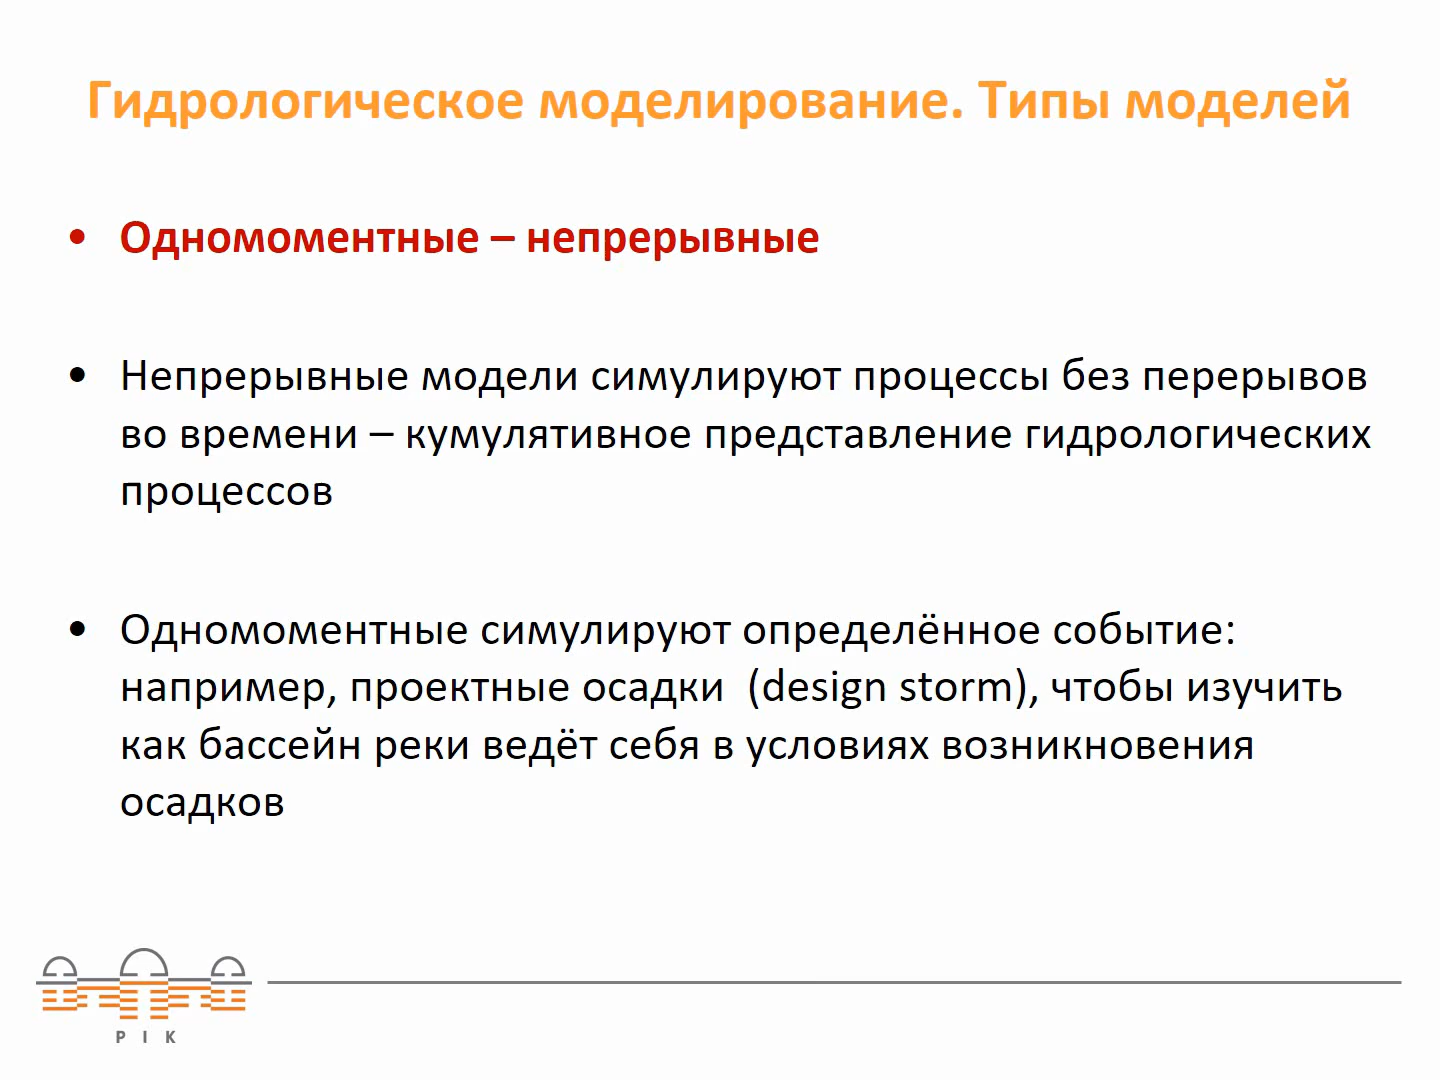 Гидрологическое моделирование. Типы моделей
• Одномоментные – непрерывные
• Непрерывные модели симулируют процессы без перерывов
во времени – кумулятивное представление гидрологических
процессов
• Одномоментные симулируют определённое событие:
например, проектные осадки (design storm), чтобы изучить
как бассейн реки ведёт себя в условиях возникновения
осадков
P I K